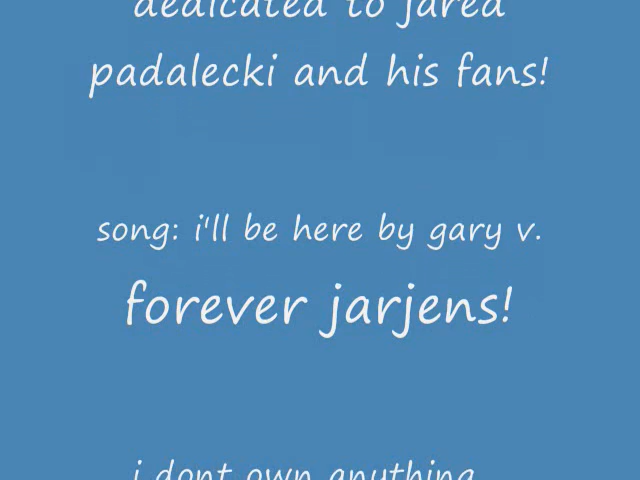 dedicated to jared
padalecki and his fans!
song: i'll be here by gary v.
forever jarjens!
i dont own anything